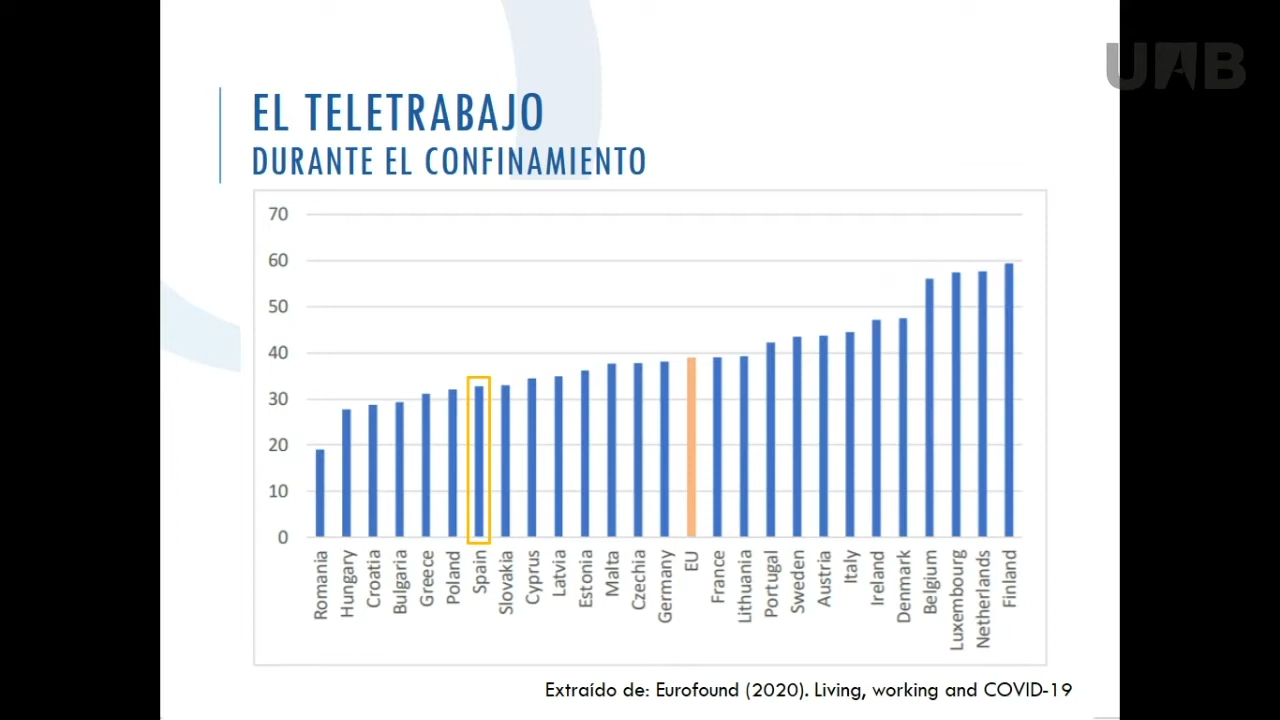 UAB
EL TELETRABAJO
DURANTE EL CONFINAMIENTO
70
60
50
40
30
20
10
0
Romania
Hungary
Croatia
Bulgaria
Greece
Poland
Spain
Slovakia
Cyprus
Latvia
Estonia
Malta
Czechia
Germany
EU
France
Lithuania
Portugal
Sweden
Austria
Italy
Ireland
Denmark
Belgium
Luxembourg
Netherlands
Finland
Extraído de: Eurofound (2020). Living, working and COVID-19